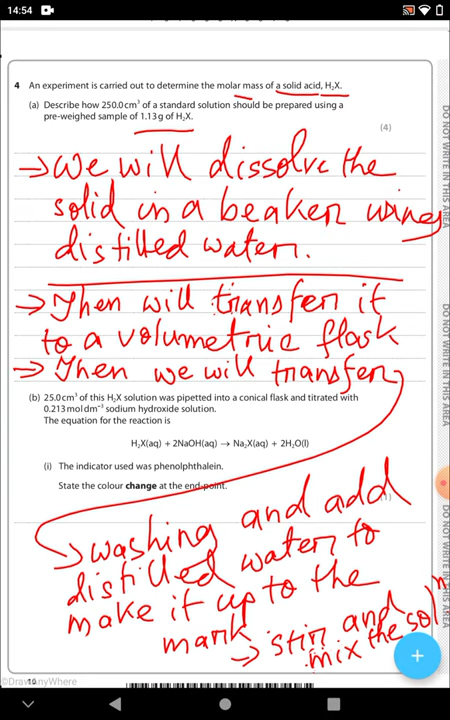 14:54
4 An experiment is carried out to determine the molar mass of a solid acid, H₂X.
(a) Describe how 250.0 cm³ of a standard solution should be prepared using a
pre-weighed sample of 1.13 g of H₂X.
(4)
→ We will dissolve the
solid in a beaker using
distilled water.
→ Then will transfer it
to a volumetric flask
→ Then we will transfer
(b) 25.0 cm³ of this H₂X solution was pipetted into a conical flask and titrated with
0.213 mol dm⁻³ sodium hydroxide solution.
The equation for the reaction is
H₂X(aq) + 2NaOH(aq) → Na₂X(aq) + 2H₂O(l)
(i) The indicator used was phenolphthalein.
State the colour change at the end-point.
(1)
→ washing and add
distilled water to
make it up to the
mark
→ stir and
mix the solⁿ
DO NOT WRITE IN THIS AREA
DO NOT WRITE IN THIS AREA
DO NOT WRITE IN THIS AREA
10
©DrawAnyWhere
+